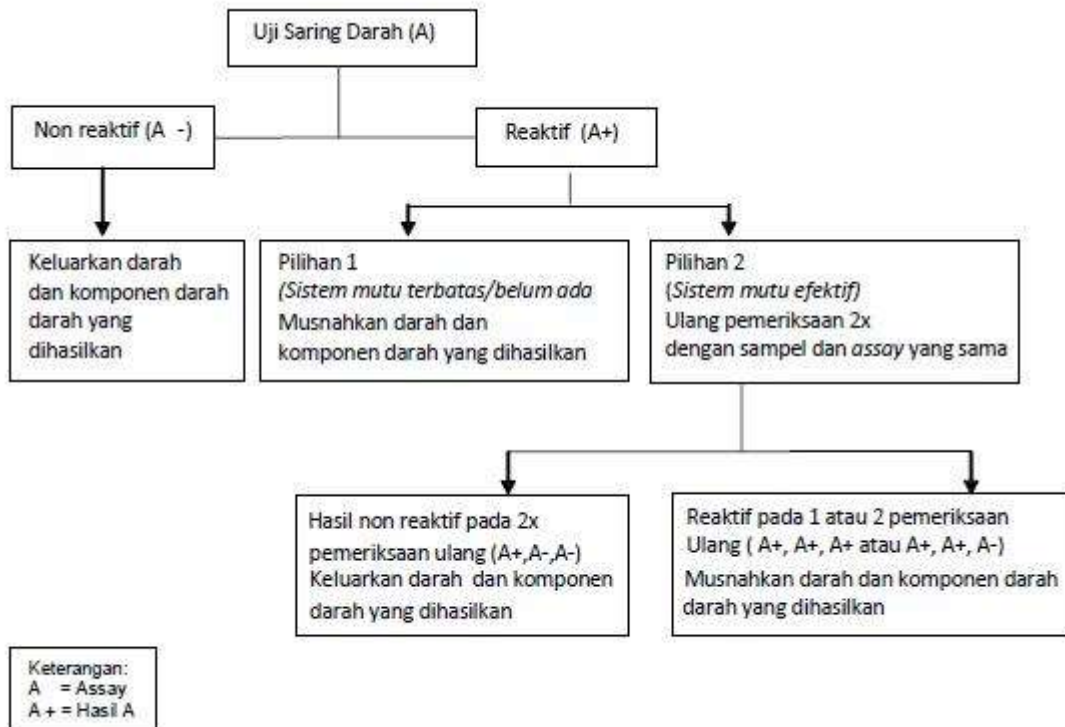 Uji Saring Darah (A)
Non reaktif (A -)
Reaktif (A+)
Keluarkan darah
dan komponen darah
darah yang
dihasilkan
Pilihan 1
(Sistem mutu terbatas/belum ada
Musnahkan darah dan
komponen darah yang dihasilkan
Pilihan 2
(Sistem mutu efektif)
Ulang pemeriksaan 2x
dengan sampel dan assay yang sama
Hasil non reaktif pada 2x
pemeriksaan ulang (A+,A-,A-)
Keluarkan darah dan komponen
darah yang dihasilkan
Reaktif pada 1 atau 2 pemeriksaan
Ulang ( A+, A+, A+ atau A+, A+, A-)
Musnahkan darah dan komponen darah
darah yang dihasilkan
Keterangan:
A = Assay
A + = Hasil A